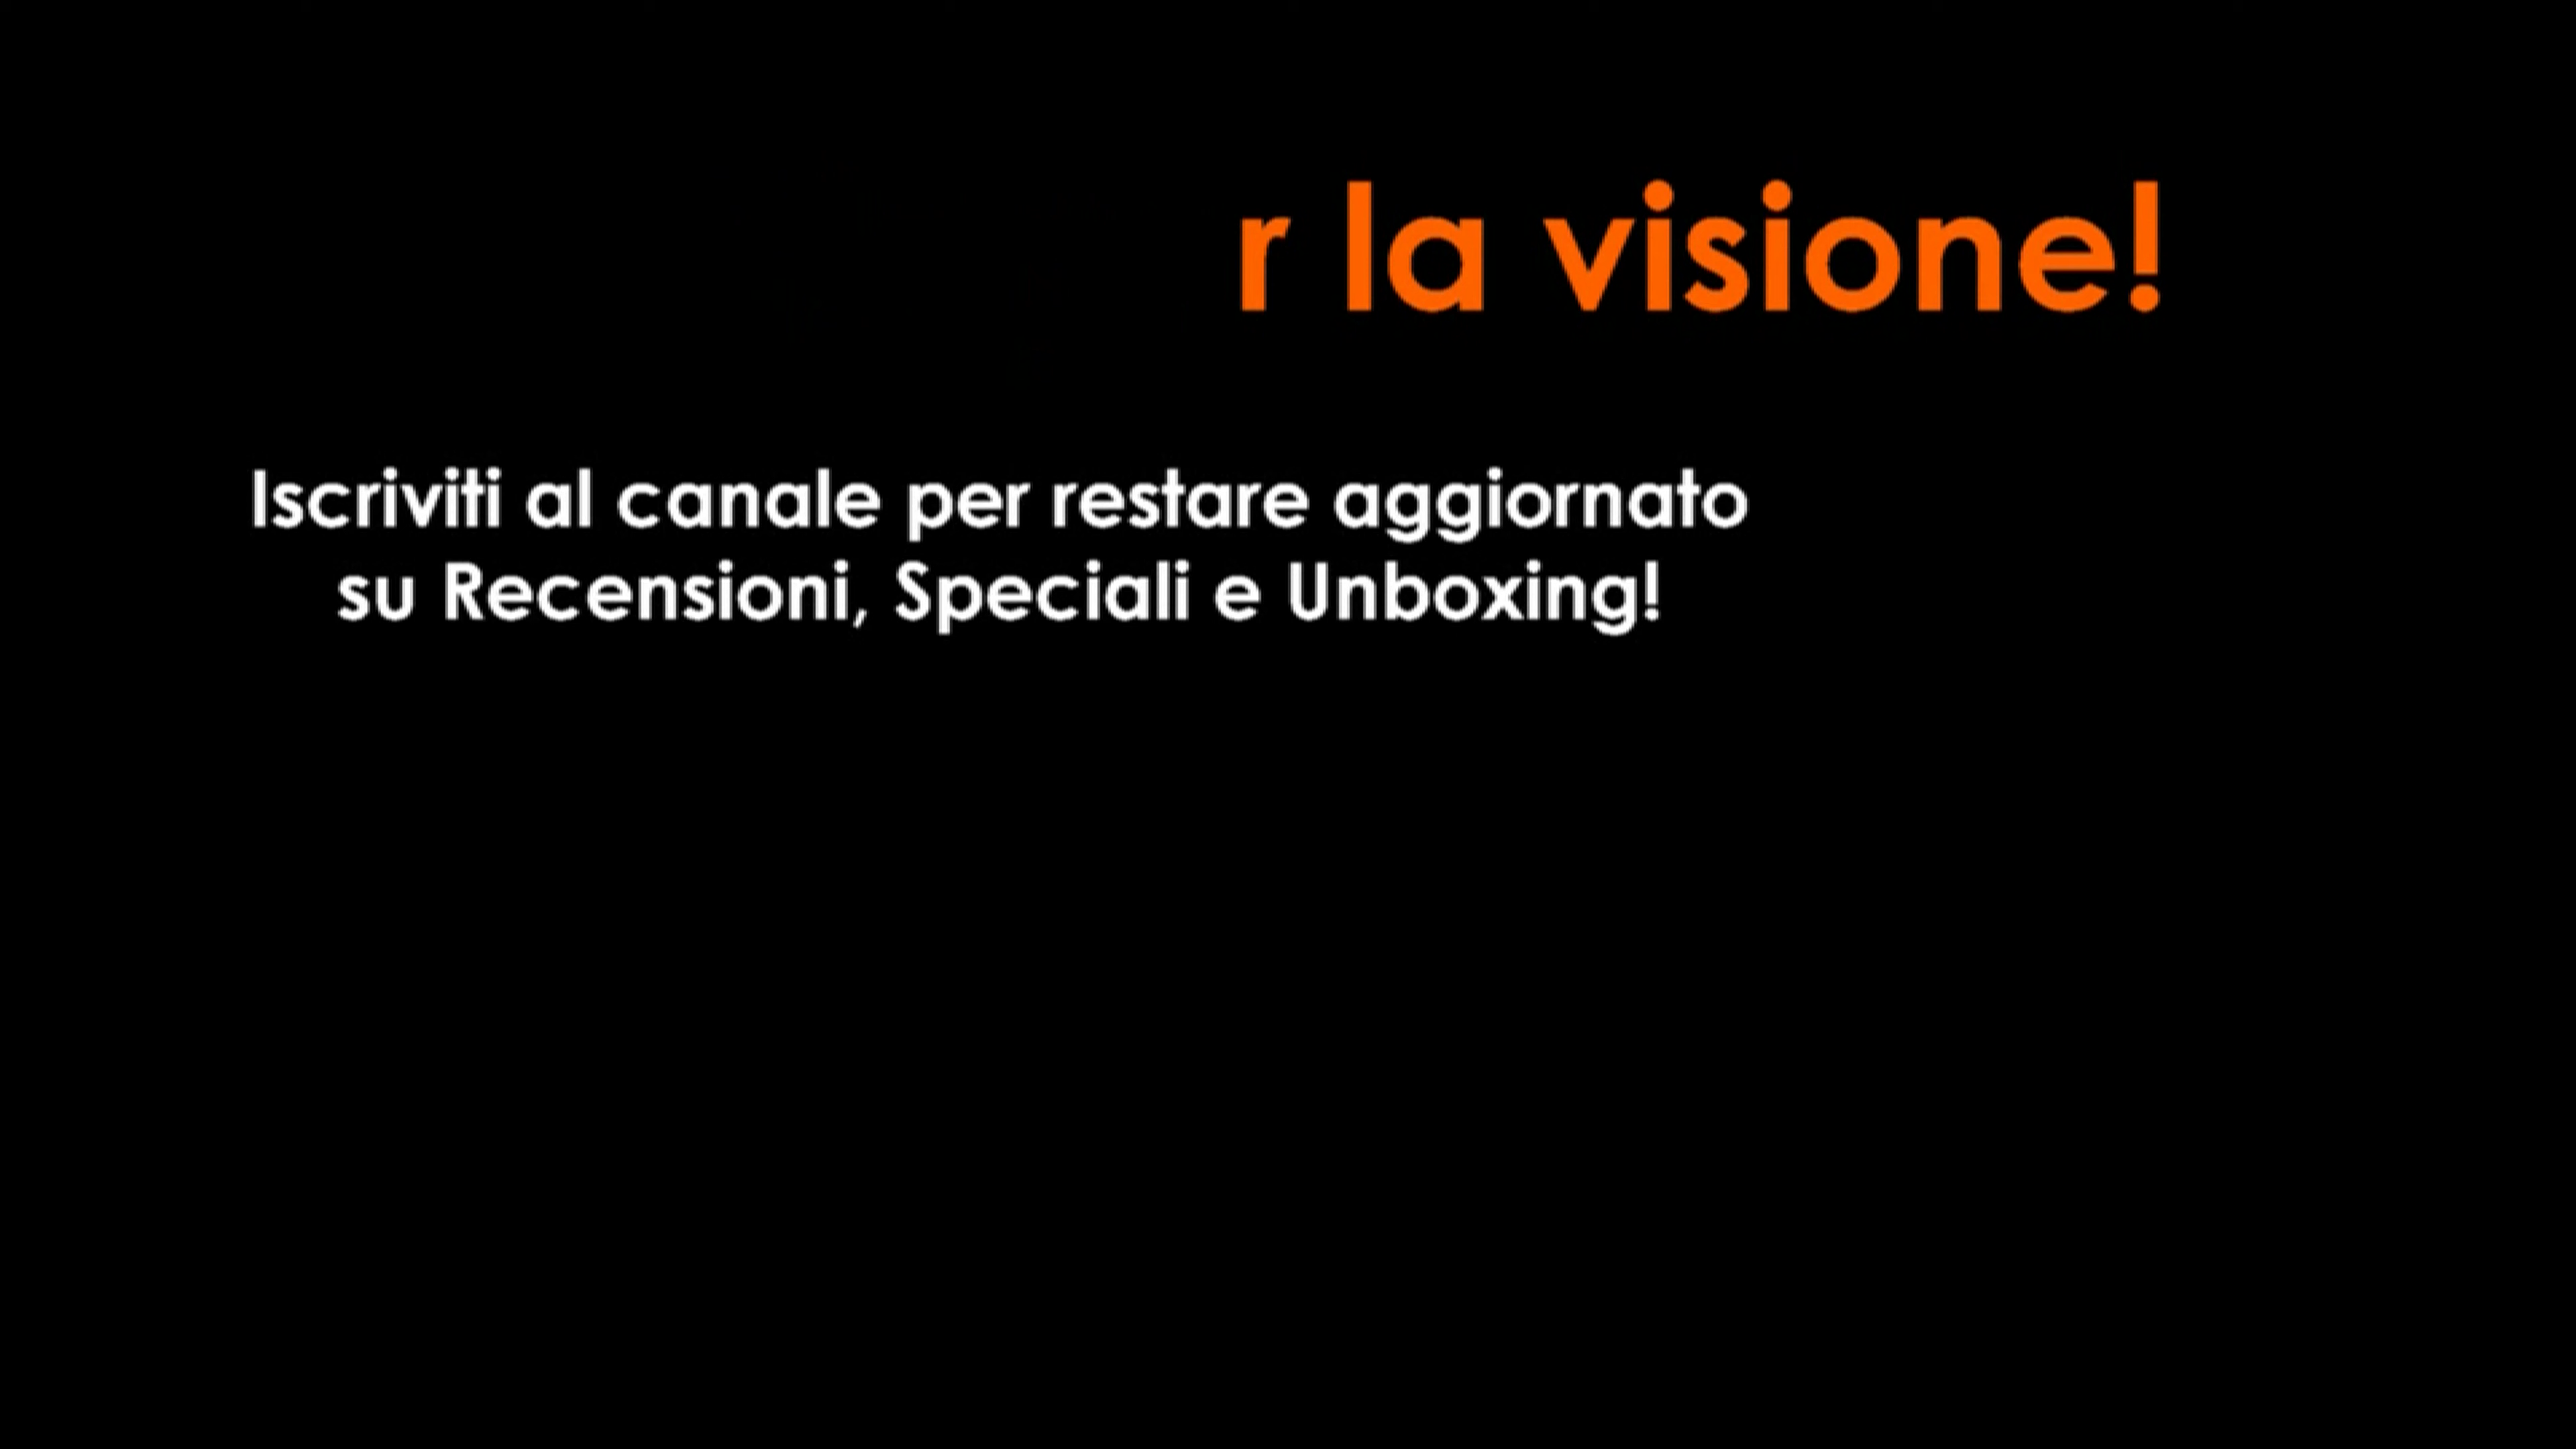 r la visione!
Iscriviti al canale per restare aggiornato
su Recensioni, Speciali e Unboxing!